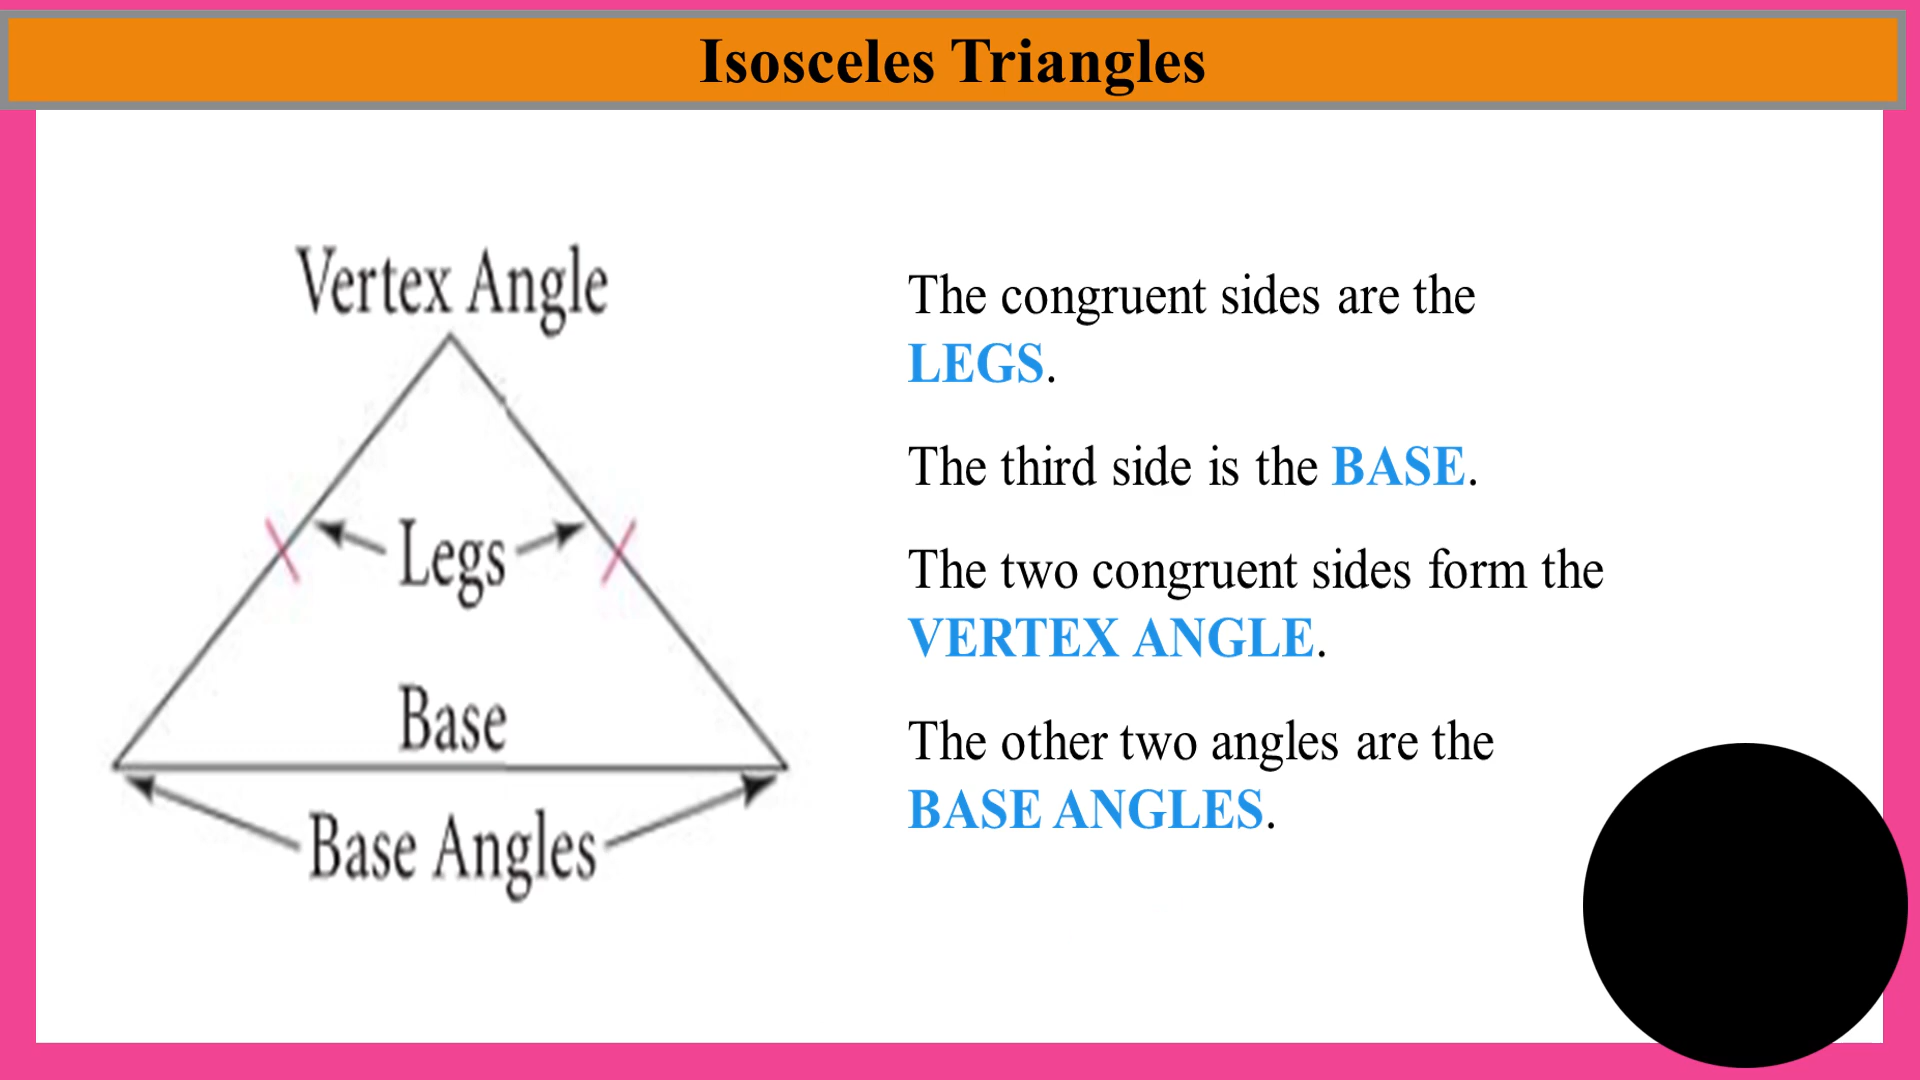 Isosceles Triangles
Vertex Angle
Legs
Base
Base Angles
The congruent sides are the
LEGS.
The third side is the BASE.
The two congruent sides form the
VERTEX ANGLE.
The other two angles are the
BASE ANGLES.